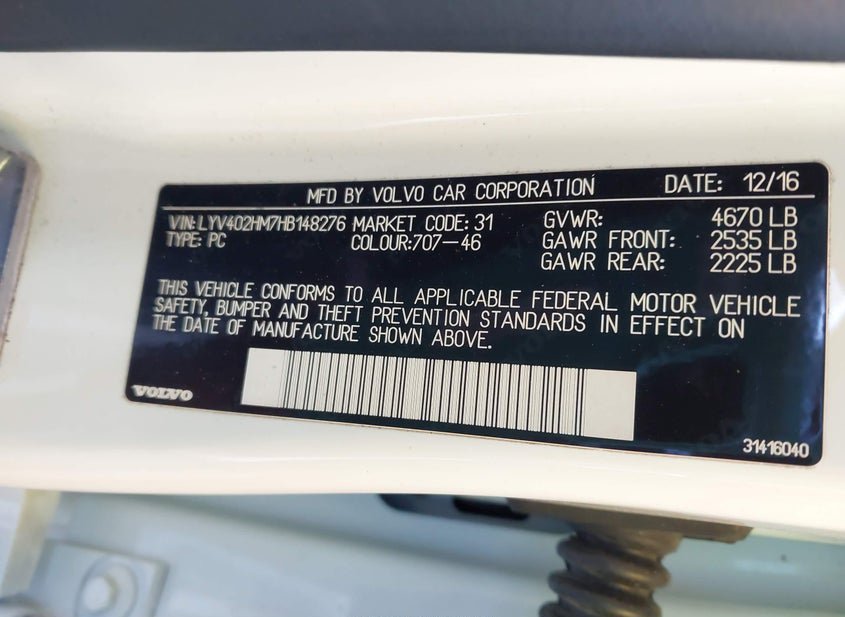 MFD BY VOLVO CAR CORPORATION DATE: 12/16
VIN: LYV402HM7HB148276 MARKET CODE: 31 GVWR: 4670 LB
TYPE: PC COLOUR:707-46 GAWR FRONT: 2535 LB
GAWR REAR: 2225 LB
THIS VEHICLE CONFORMS TO ALL APPLICABLE FEDERAL MOTOR VEHICLE
SAFETY, BUMPER AND THEFT PREVENTION STANDARDS IN EFFECT ON
THE DATE OF MANUFACTURE SHOWN ABOVE.
VOLVO
31416040